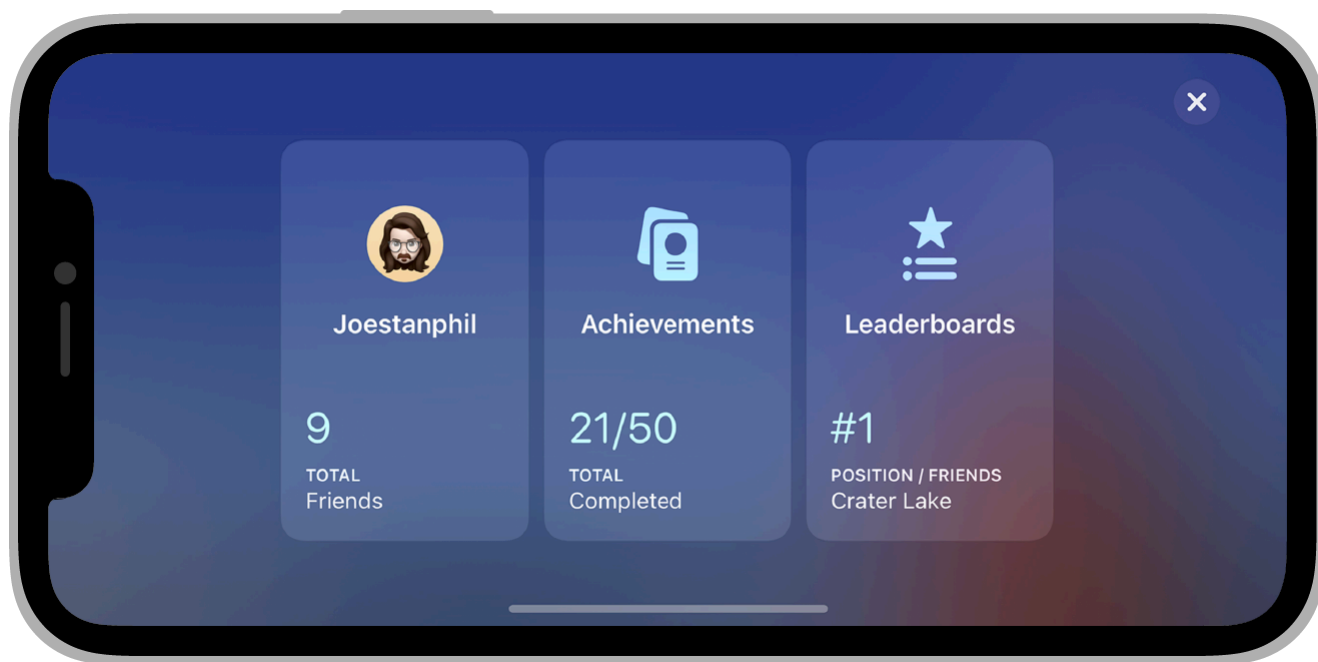 Joestanphil
9
TOTAL
Friends
Achievements
21/50
TOTAL
Completed
Leaderboards
#1
POSITION / FRIENDS
Crater Lake